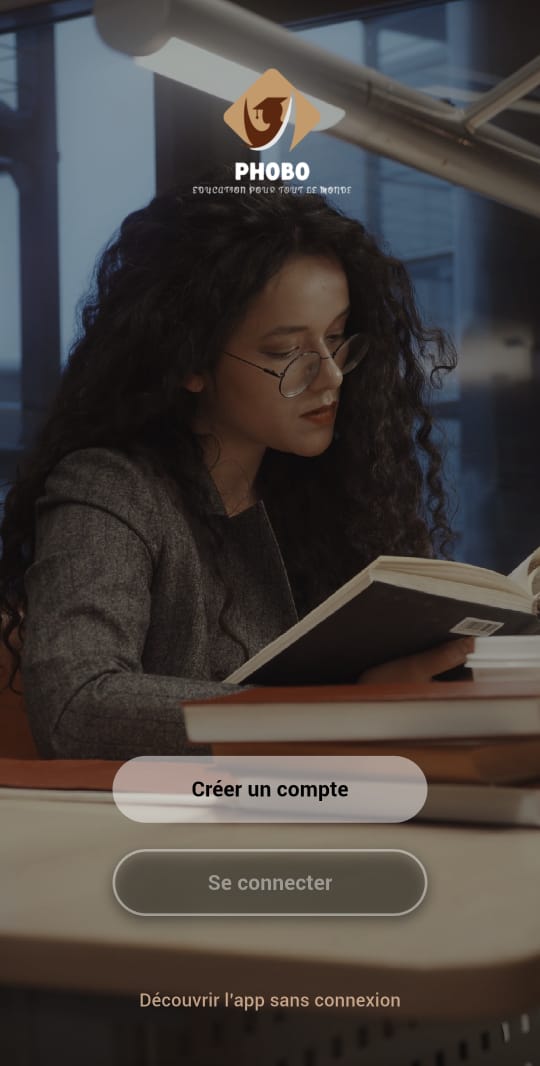 PHOBO
EDUCATION POUR TOUT LE MONDE
Créer un compte
Se connecter
Découvrir l'app sans connexion